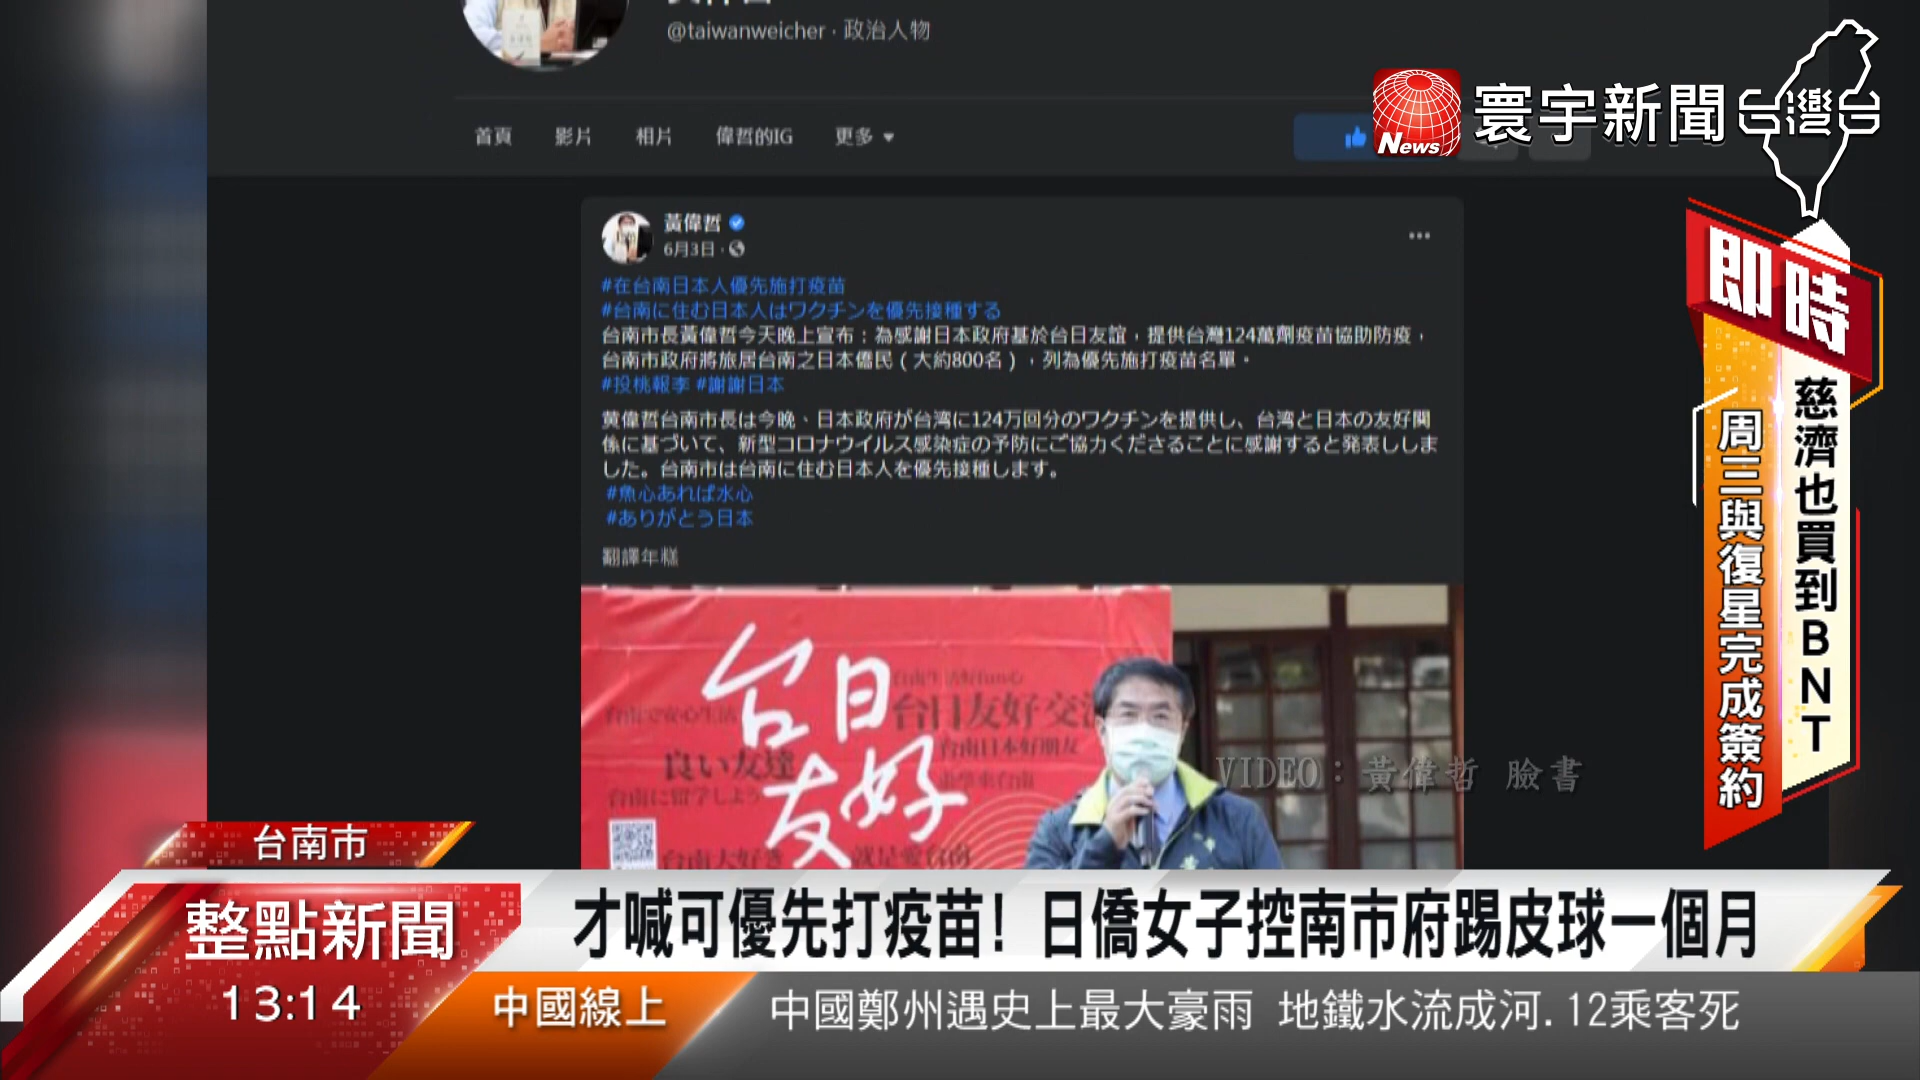 @taiwanweicher · 政治人物
首頁
影片
相片
偉哲的IG
更多
News
寰宇新聞
台灣台
黃偉哲
6月3日
#在台南日本人優先施打疫苗
#台南に住む日本人はワクチンを優先接種する
台南市長黃偉哲今天晚上宣布：為感謝日本政府基於台日友誼，提供台灣124萬劑疫苗協助防疫，
台南市政府將旅居台南之日本僑民（大約800名），列為優先施打疫苗名單。
#投桃報李 #謝謝日本
黄偉哲台南市長は今晩、日本政府が台湾に124万回分のワクチンを提供し、台湾と日本の友好関
係に基づいて、新型コロナウイルス感染症の予防にご協力くださることに感謝すると発表ししま
した。台南市は台南に住む日本人を優先接種します。
#魚心あれば水心
#ありがとう日本
翻譯年糕
台日友好
台日友好交流
良い友達
台南日本好朋友
台南に留学しよう
VIDEO：黃偉哲 臉書
即時
慈濟也買到BNT
周三與復星完成簽約
台南市
整點新聞
才喊可優先打疫苗! 日僑女子控南市府踢皮球一個月
13:14
中國線上
中國鄭州遇史上最大豪雨 地鐵水流成河.12乘客死